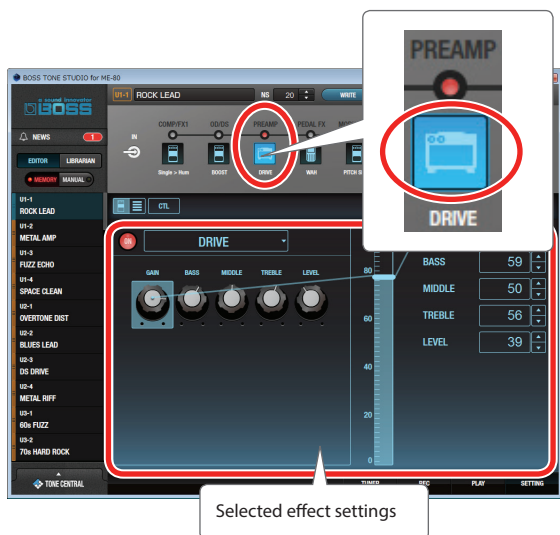 PREAMP
DRIVE
BOSS TONE STUDIO for ME-80
a sound innovator
BOSS
U1-1 ROCK LEAD NS 20 WRITE
NEWS 1
EDITOR LIBRARIAN
MEMORY MANUAL
IN
COMP/FX1 OD/DS PREAMP PEDAL FX
Single > Hum BOOST DRIVE WAH
CTL
U1-1
ROCK LEAD
U1-2
METAL AMP
U1-3
FUZZ ECHO
U1-4
SPACE CLEAN
U2-1
OVERTONE DIST
U2-2
BLUES LEAD
U2-3
DS DRIVE
U2-4
METAL RIFF
U3-1
60s FUZZ
U3-2
70s HARD ROCK
TONE CENTRAL
ON DRIVE
GAIN BASS MIDDLE TREBLE LEVEL
80
60
40
20
0
BASS 59
MIDDLE 50
TREBLE 56
LEVEL 39
TUNER REC PLAY SETTING
Selected effect settings